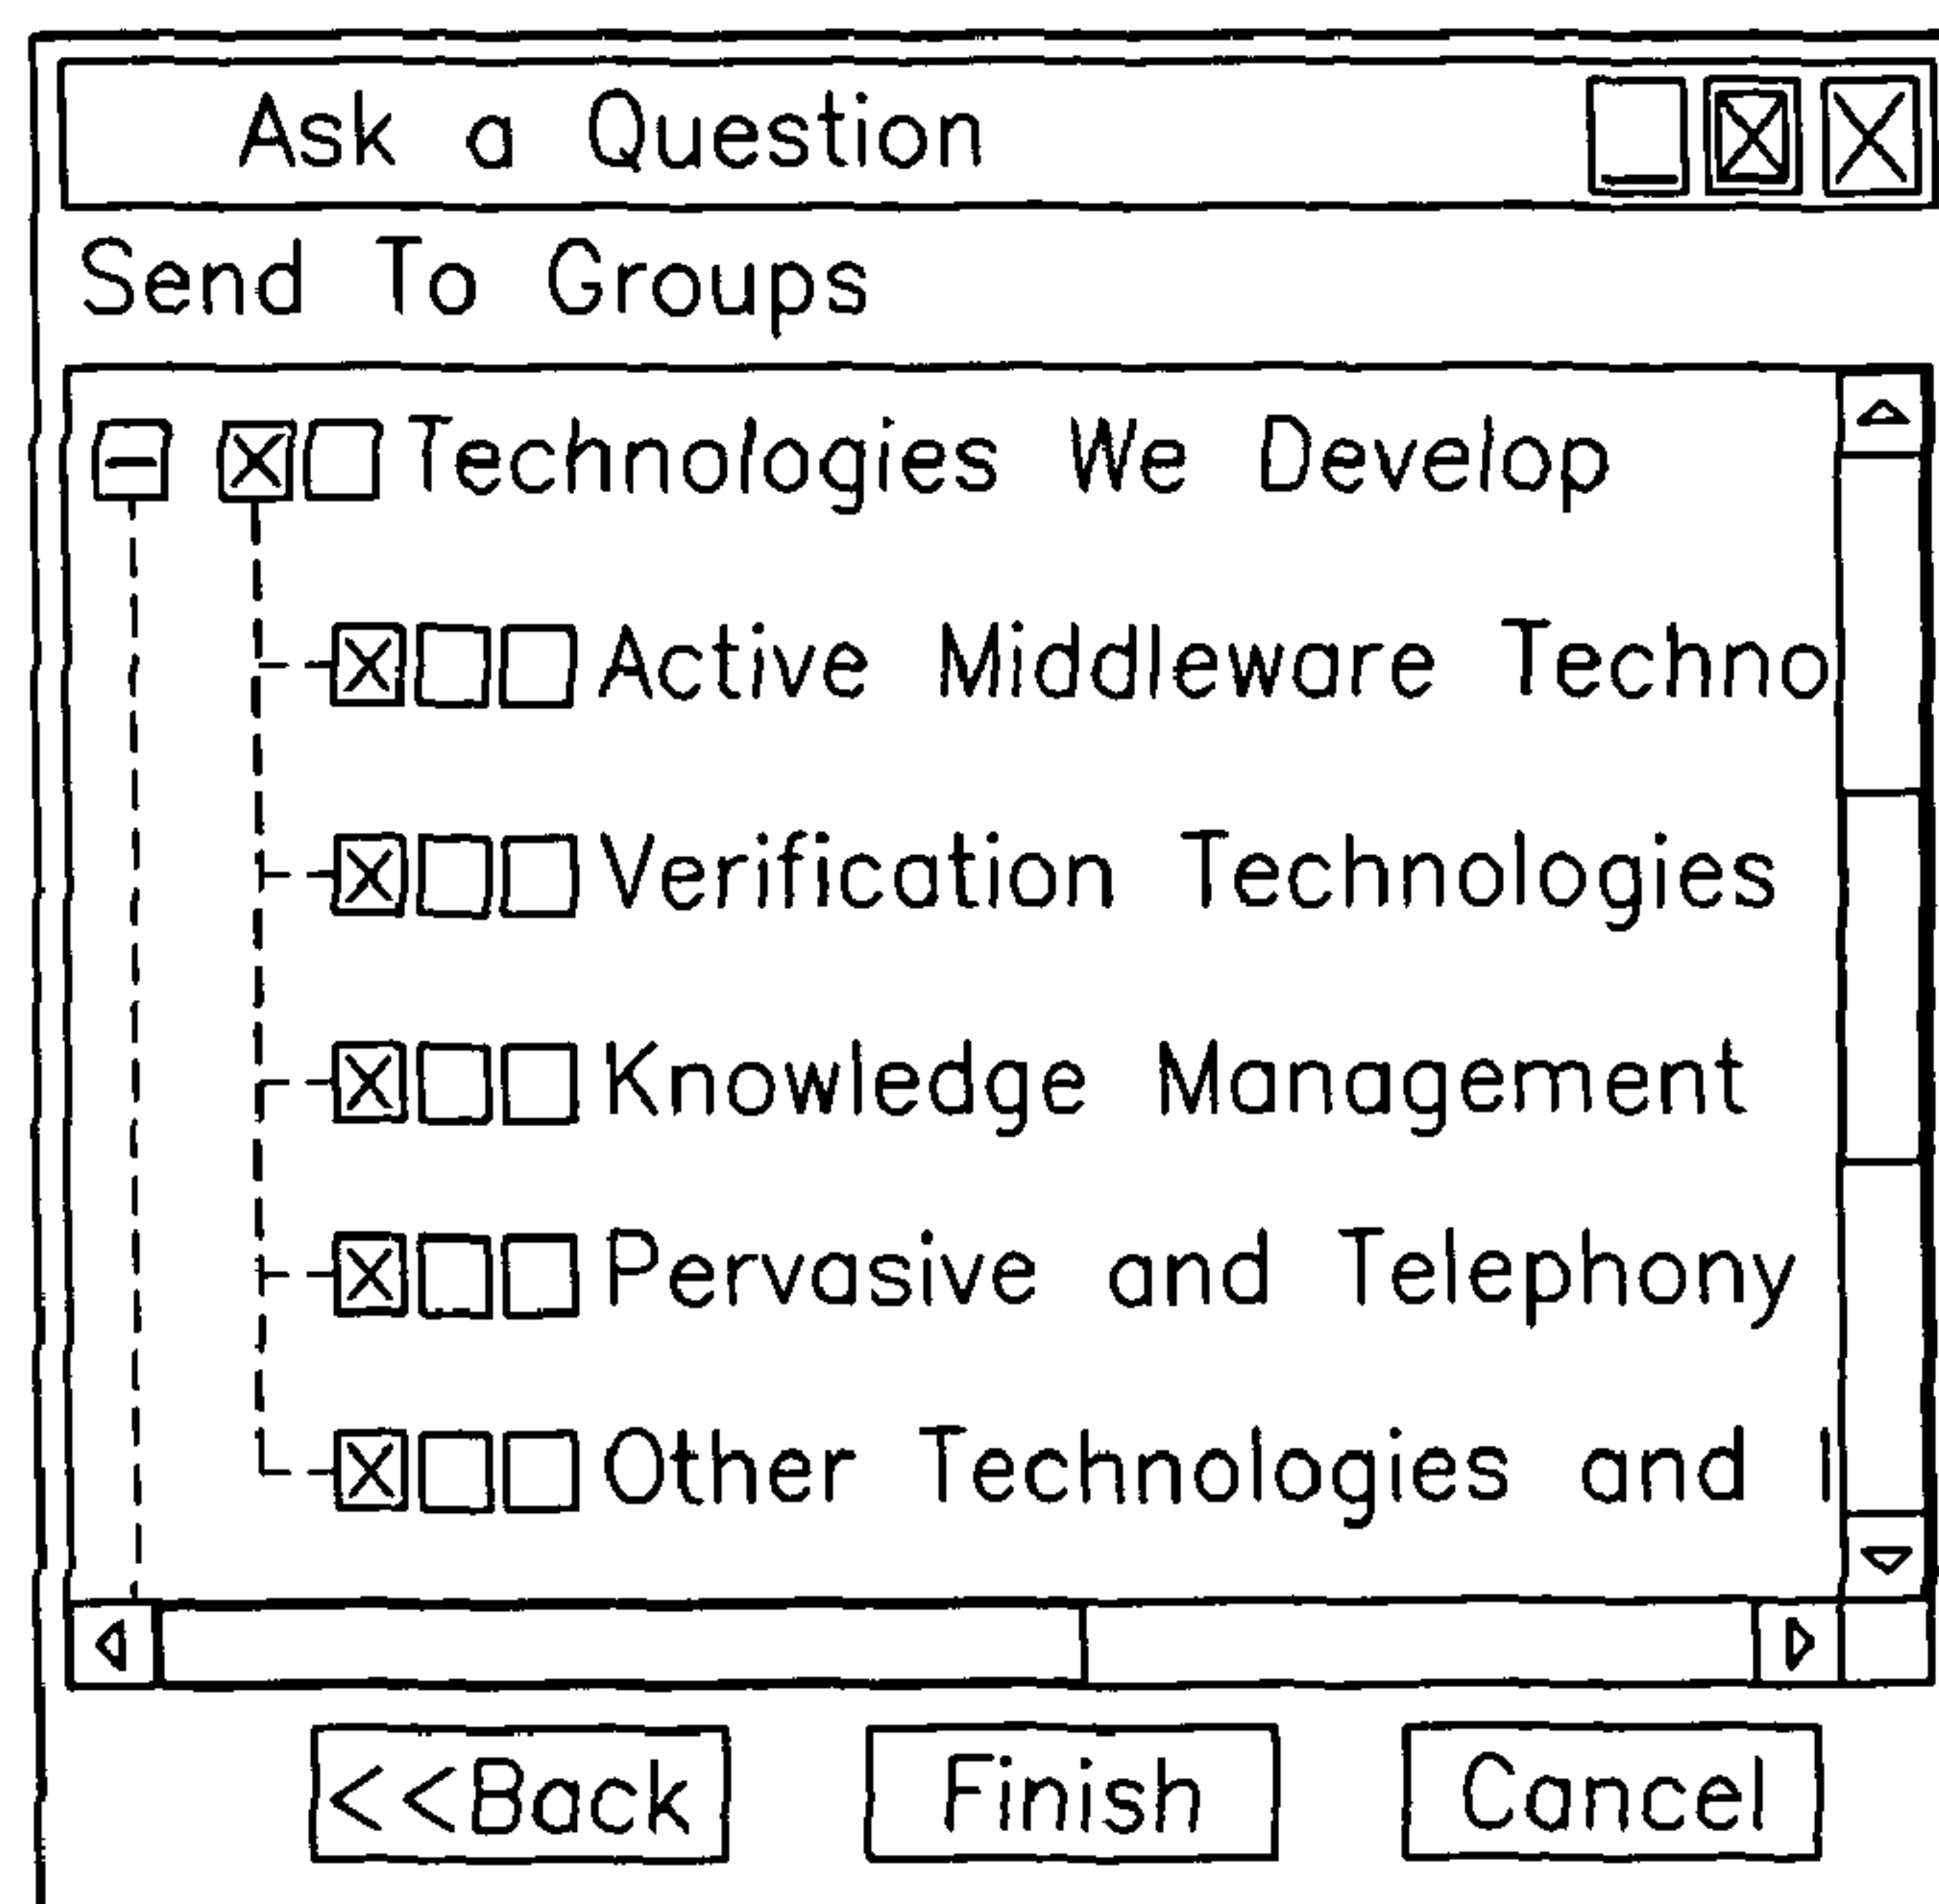 Ask a Question
Send To Groups
Technologies We Develop
Active Middleware Techno
Verification Technologies
Knowledge Management
Pervasive and Telephony
Other Technologies and
<<Back Finish Cancel